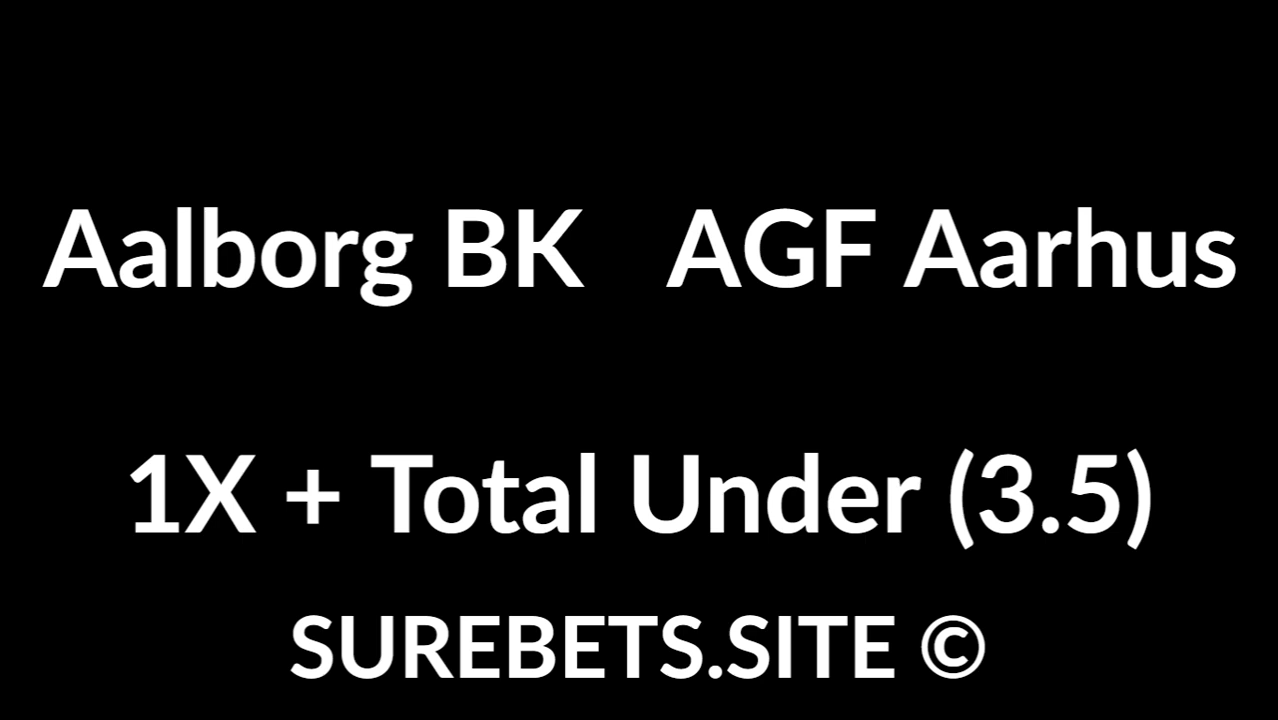 Aalborg BK   AGF Aarhus
1X + Total Under (3.5)
SUREBETS.SITE ©